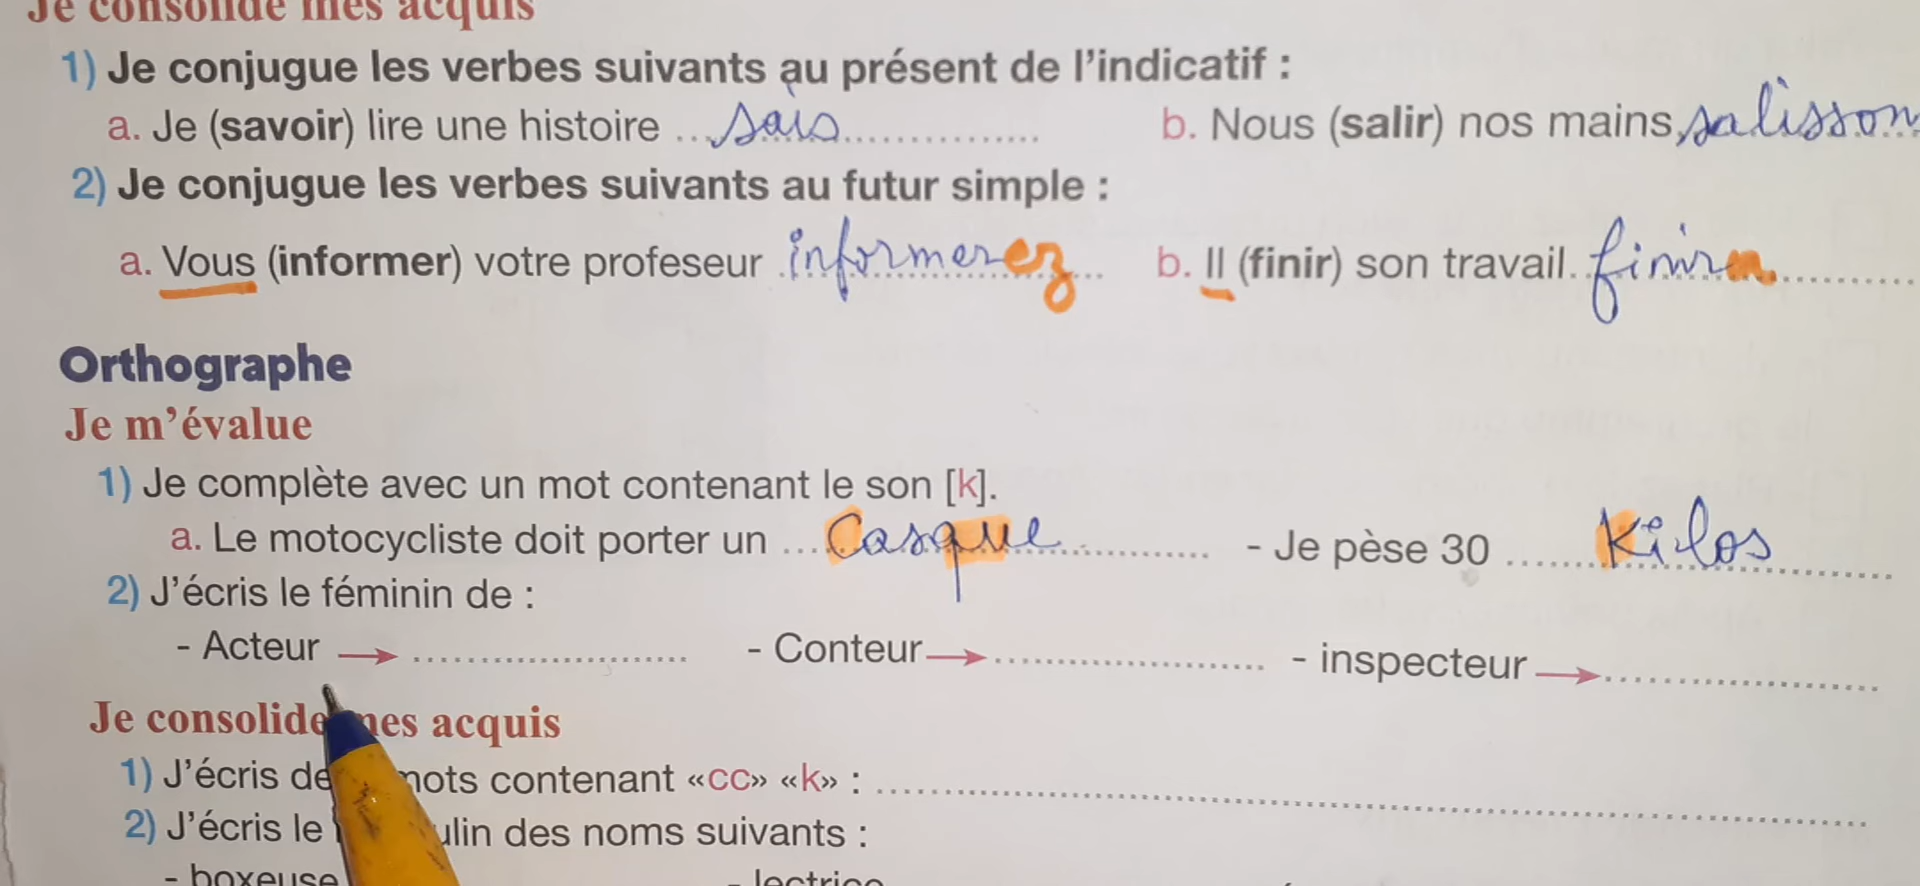 Je consolide mes acquis
1) Je conjugue les verbes suivants au présent de l'indicatif :
a. Je (savoir) lire une histoire ...sais............... b. Nous (salir) nos mains salisson
2) Je conjugue les verbes suivants au futur simple :
a. Vous (informer) votre profeseur informerez b. Il (finir) son travail. finira
Orthographe
Je m'évalue
1) Je complète avec un mot contenant le son [k].
a. Le motocycliste doit porter un ...Casque............ - Je pèse 30 ......Kilos......
2) J'écris le féminin de :
- Acteur → .................... - Conteur → .................... - inspecteur → ....................
Je consolide mes acquis
1) J'écris mots contenant «cc» «k» : ....................
2) J'écris le des noms suivants :
- boxeuse - lectrice